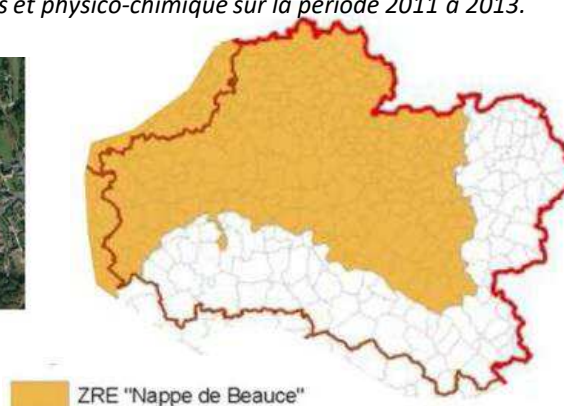 s et physico-chimique sur la période 2011 à 2013.
ZRE "Nappe de Beauce"